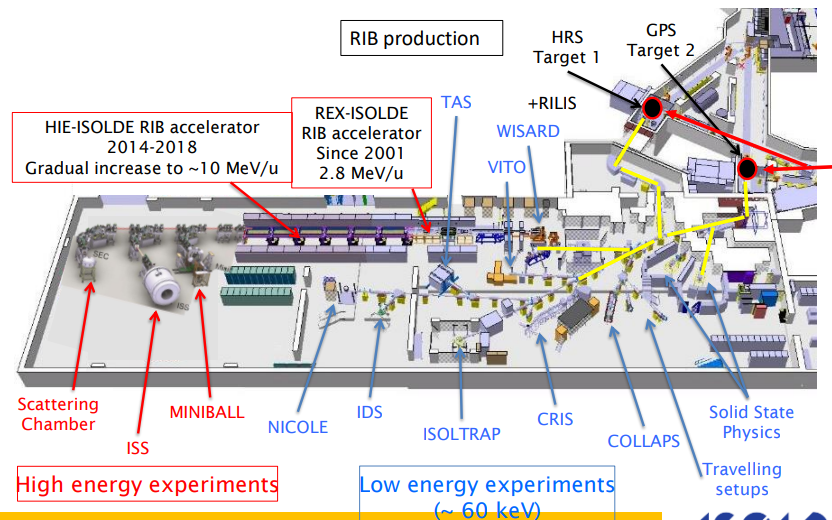 RIB production
HRS
Target 1
GPS
Target 2
+RILIS
HIE-ISOLDE RIB accelerator
2014-2018
Gradual increase to ~10 MeV/u
REX-ISOLDE
RIB accelerator
Since 2001
2.8 MeV/u
TAS
WISARD
VITO
SEC
ISS
Scattering
Chamber
ISS
MINIBALL
NICOLE
IDS
ISOLTRAP
CRIS
COLLAPS
Solid State
Physics
Travelling
setups
High energy experiments
Low energy experiments
(~ 60 keV)